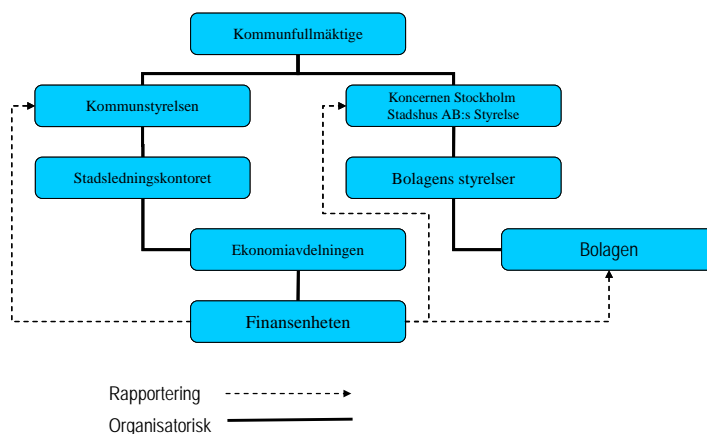 Kommunfullmäktige
Kommunstyrelsen
Koncernen Stockholm
Stadshus AB:s Styrelse
Stadsledningskontoret
Bolagens styrelser
Ekonomiavdelningen
Bolagen
Finansenheten
Rapportering
Organisatorisk